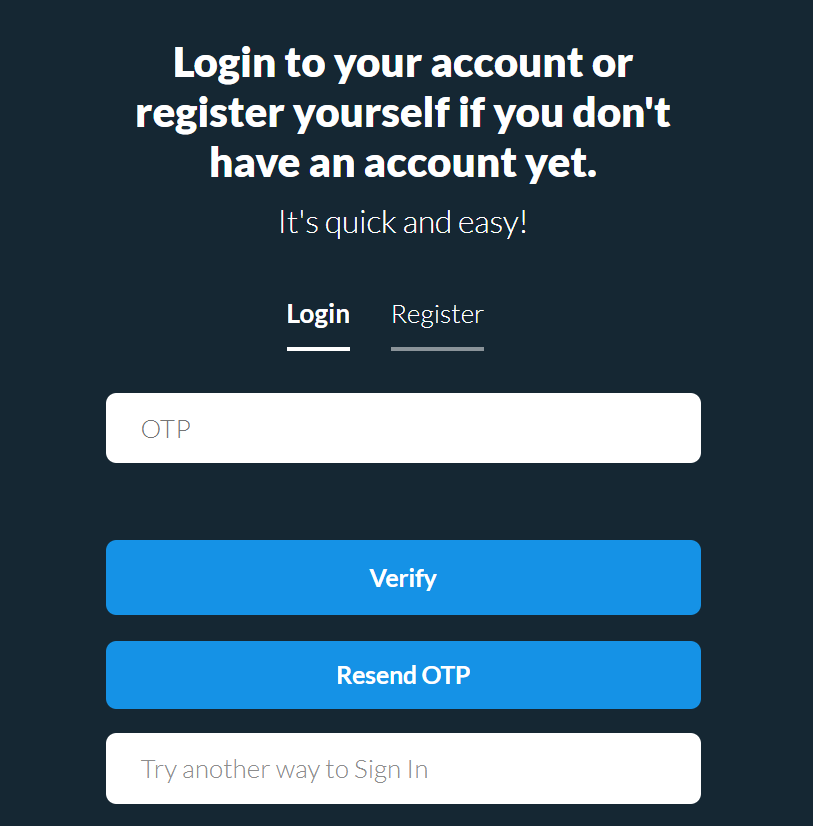 Login to your account or
register yourself if you don't
have an account yet.
It's quick and easy!
Login Register
OTP
Verify
Resend OTP
Try another way to Sign In